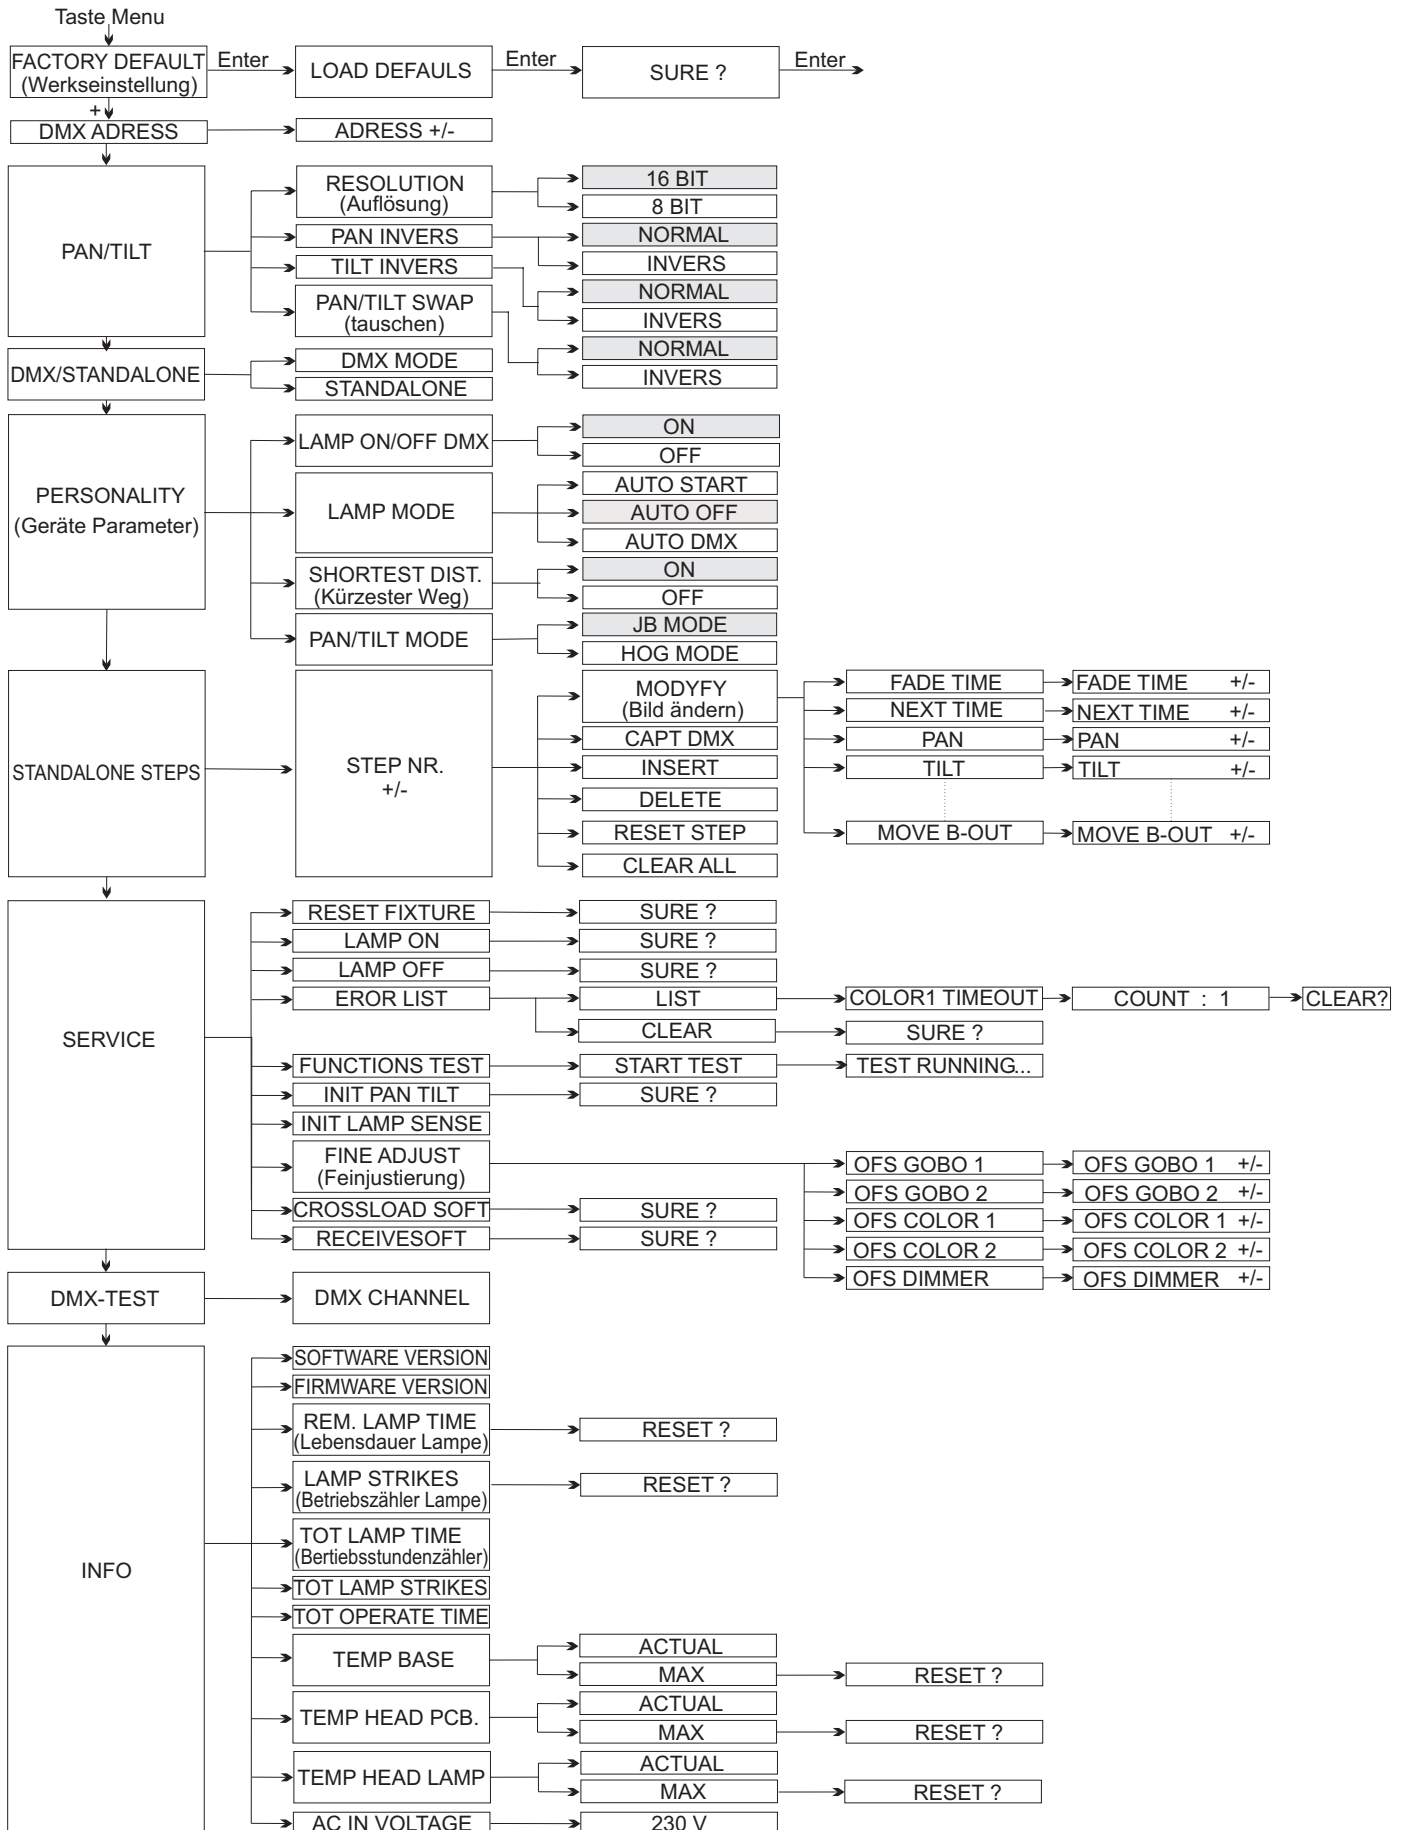 Taste Menu
FACTORY DEFAULT
(Werkseinstellung)
Enter
LOAD DEFAULS
Enter
SURE ?
Enter
+
DMX ADRESS
ADRESS +/-
PAN/TILT
RESOLUTION
(Auflösung)
16 BIT
8 BIT
PAN INVERS
NORMAL
INVERS
TILT INVERS
NORMAL
INVERS
PAN/TILT SWAP
(tauschen)
NORMAL
INVERS
DMX/STANDALONE
DMX MODE
STANDALONE
PERSONALITY
(Geräte Parameter)
LAMP ON/OFF DMX
ON
OFF
LAMP MODE
AUTO START
AUTO OFF
AUTO DMX
SHORTEST DIST.
(Kürzester Weg)
ON
OFF
PAN/TILT MODE
JB MODE
HOG MODE
STANDALONE STEPS
STEP NR.
+/-
MODYFY
(Bild ändern)
FADE TIME
FADE TIME +/-
NEXT TIME
NEXT TIME +/-
PAN
PAN +/-
TILT
TILT +/-
MOVE B-OUT
MOVE B-OUT +/-
CAPT DMX
INSERT
DELETE
RESET STEP
CLEAR ALL
SERVICE
RESET FIXTURE
SURE ?
LAMP ON
SURE ?
LAMP OFF
SURE ?
EROR LIST
LIST
COLOR1 TIMEOUT
COUNT : 1
CLEAR?
CLEAR
SURE ?
FUNCTIONS TEST
START TEST
TEST RUNNING...
INIT PAN TILT
SURE ?
INIT LAMP SENSE
FINE ADJUST
(Feinjustierung)
OFS GOBO 1
OFS GOBO 1 +/-
OFS GOBO 2
OFS GOBO 2 +/-
OFS COLOR 1
OFS COLOR 1 +/-
OFS COLOR 2
OFS COLOR 2 +/-
OFS DIMMER
OFS DIMMER +/-
CROSSLOAD SOFT
SURE ?
RECEIVESOFT
SURE ?
DMX-TEST
DMX CHANNEL
INFO
SOFTWARE VERSION
FIRMWARE VERSION
REM. LAMP TIME
(Lebensdauer Lampe)
RESET ?
LAMP STRIKES
(Betriebszähler Lampe)
RESET ?
TOT LAMP TIME
(Bertiebsstundenzähler)
TOT LAMP STRIKES
TOT OPERATE TIME
TEMP BASE
ACTUAL
MAX
RESET ?
TEMP HEAD PCB.
ACTUAL
MAX
RESET ?
TEMP HEAD LAMP
ACTUAL
MAX
RESET ?
AC IN VOLTAGE
230 V